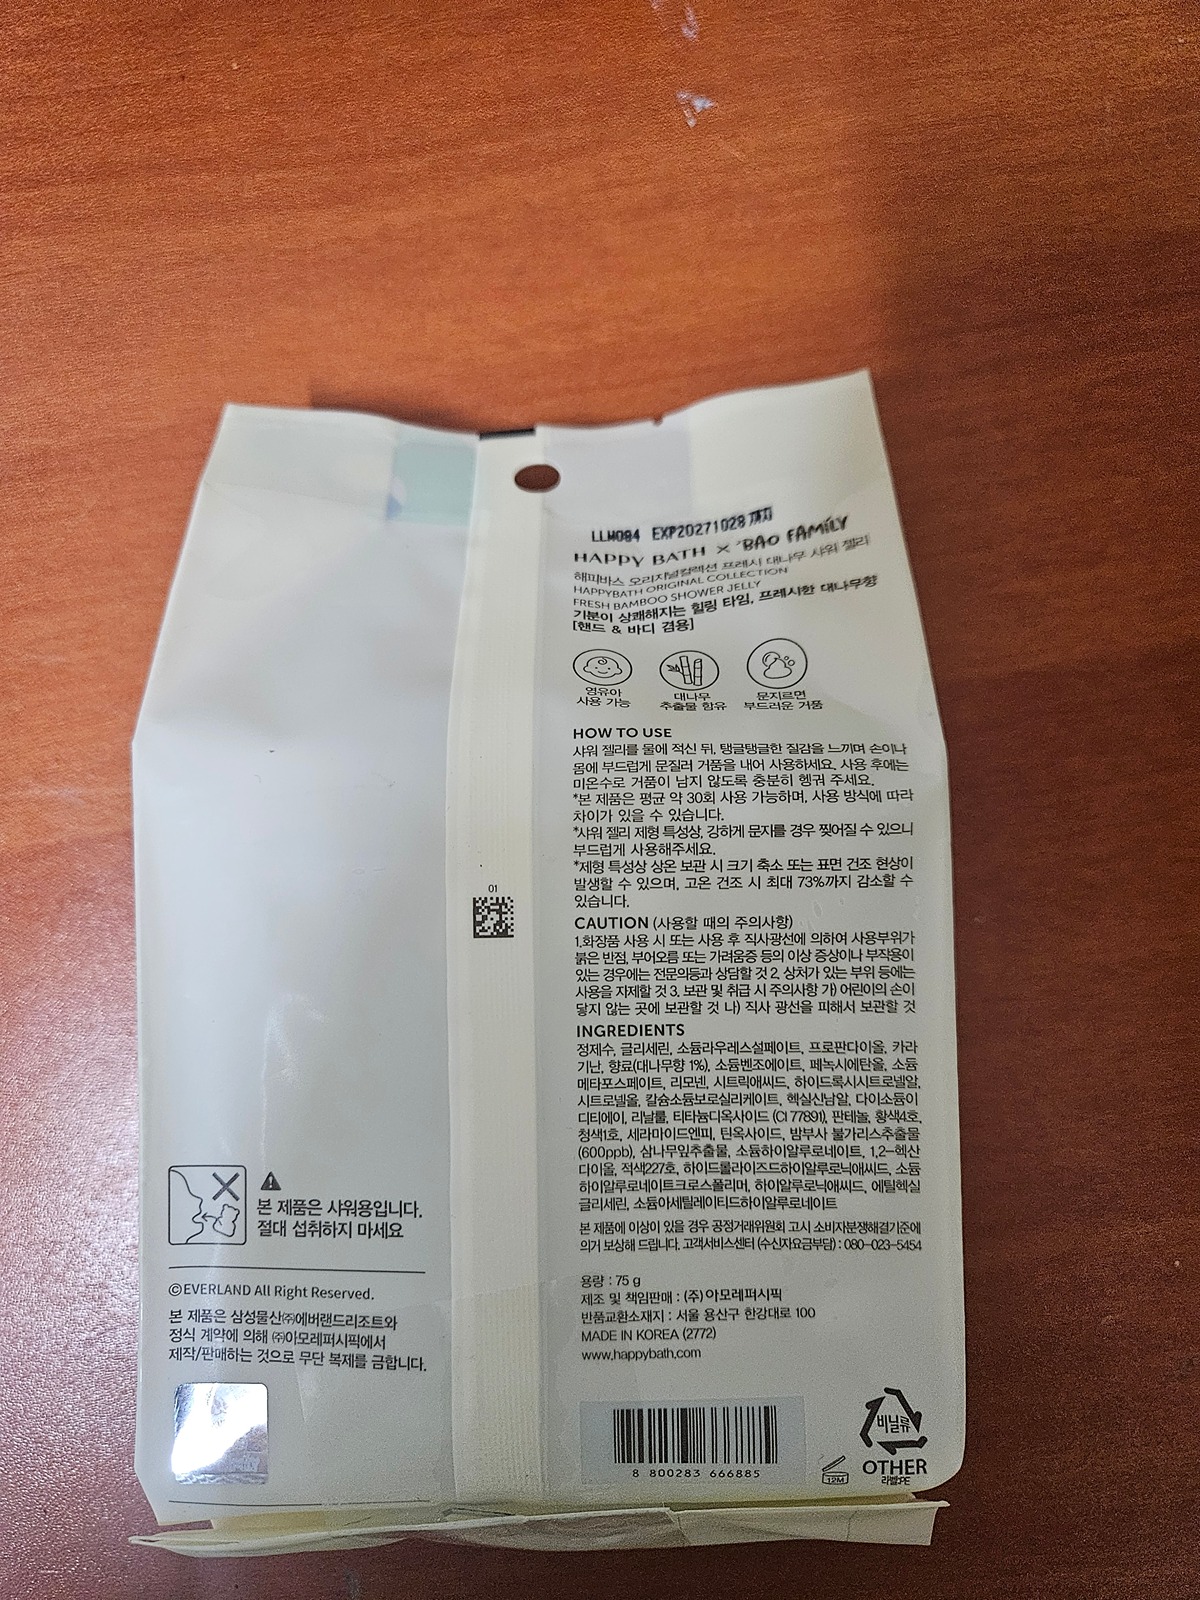 LLM084 EXP20271028까지
HAPPY BATH × BAO FAMILY
해피바스 오리지널컬렉션 프레시 대나무 샤워 젤리
HAPPYBATH ORIGINAL COLLECTION
FRESH BAMBOO SHOWER JELLY
기분이 상쾌해지는 힐링 타임, 프레시한 대나무향
[핸드 & 바디 겸용]
영유아
사용 가능
대나무
추출물 함유
문지르면
부드러운 거품
HOW TO USE
샤워 젤리를 물에 적신 뒤, 탱글탱글한 질감을 느끼며 손이나
몸에 부드럽게 문질러 거품을 내어 사용하세요. 사용 후에는
미온수로 거품이 남지 않도록 충분히 헹궈 주세요.
*본 제품은 평균 약 30회 사용 가능하며, 사용 방식에 따라
차이가 있을 수 있습니다.
*샤워 젤리 제형 특성상, 강하게 문지를 경우 찢어질 수 있으니
부드럽게 사용해주세요.
*제형 특성상 상온 보관 시 크기 축소 또는 표면 건조 현상이
발생할 수 있으며, 고온 건조 시 최대 73%까지 감소할 수
있습니다.
CAUTION (사용할 때의 주의사항)
1.화장품 사용 시 또는 사용 후 직사광선에 의하여 사용부위가
붉은 반점, 부어오름 또는 가려움증 등의 이상 증상이나 부작용이
있는 경우에는 전문의등과 상담할 것 2. 상처가 있는 부위 등에는
사용을 자제할 것 3. 보관 및 취급 시 주의사항 가) 어린이의 손이
닿지 않는 곳에 보관할 것 나) 직사 광선을 피해서 보관할 것
INGREDIENTS
정제수, 글리세린, 소듐라우레스설페이트, 프로판다이올, 카라
기난, 향료(대나무향 1%), 소듐벤조에이트, 페녹시에탄올, 소듐
메타포스페이트, 리모넨, 시트릭애씨드, 하이드록시시트로넬알,
시트로넬올, 칼슘소듐보로실리케이트, 헥실신남알, 다이소듐이
디티에이, 리날룰, 티타늄디옥사이드 (CI 77891), 판테놀, 황색4호,
청색1호, 세라마이드엔피, 틴옥사이드, 밤부사 불가리스추출물
(600ppb), 삼나무잎추출물, 소듐하이알루로네이트, 1,2-헥산
다이올, 적색227호, 하이드롤라이즈드하이알루로닉애씨드, 소듐
하이알루로네이트크로스폴리머, 하이알루로닉애씨드, 에틸헥실
글리세린, 소듐아세틸레이티드하이알루로네이트
본 제품에 이상이 있을 경우 공정거래위원회 고시 소비자분쟁해결기준에
의거 보상해 드립니다. 고객서비스센터 (수신자요금부담) : 080-023-5454
용량 : 75 g
제조 및 책임판매 : (주)아모레퍼시픽
반품교환소재지 : 서울 용산구 한강대로 100
MADE IN KOREA (2772)
www.happybath.com
8 800283 666885
12M
비닐류
OTHER
라벨:PE
01
본 제품은 샤워용입니다.
절대 섭취하지 마세요
©EVERLAND All Right Reserved.
본 제품은 삼성물산㈜에버랜드리조트와
정식 계약에 의해 ㈜아모레퍼시픽에서
제작/판매하는 것으로 무단 복제를 금합니다.